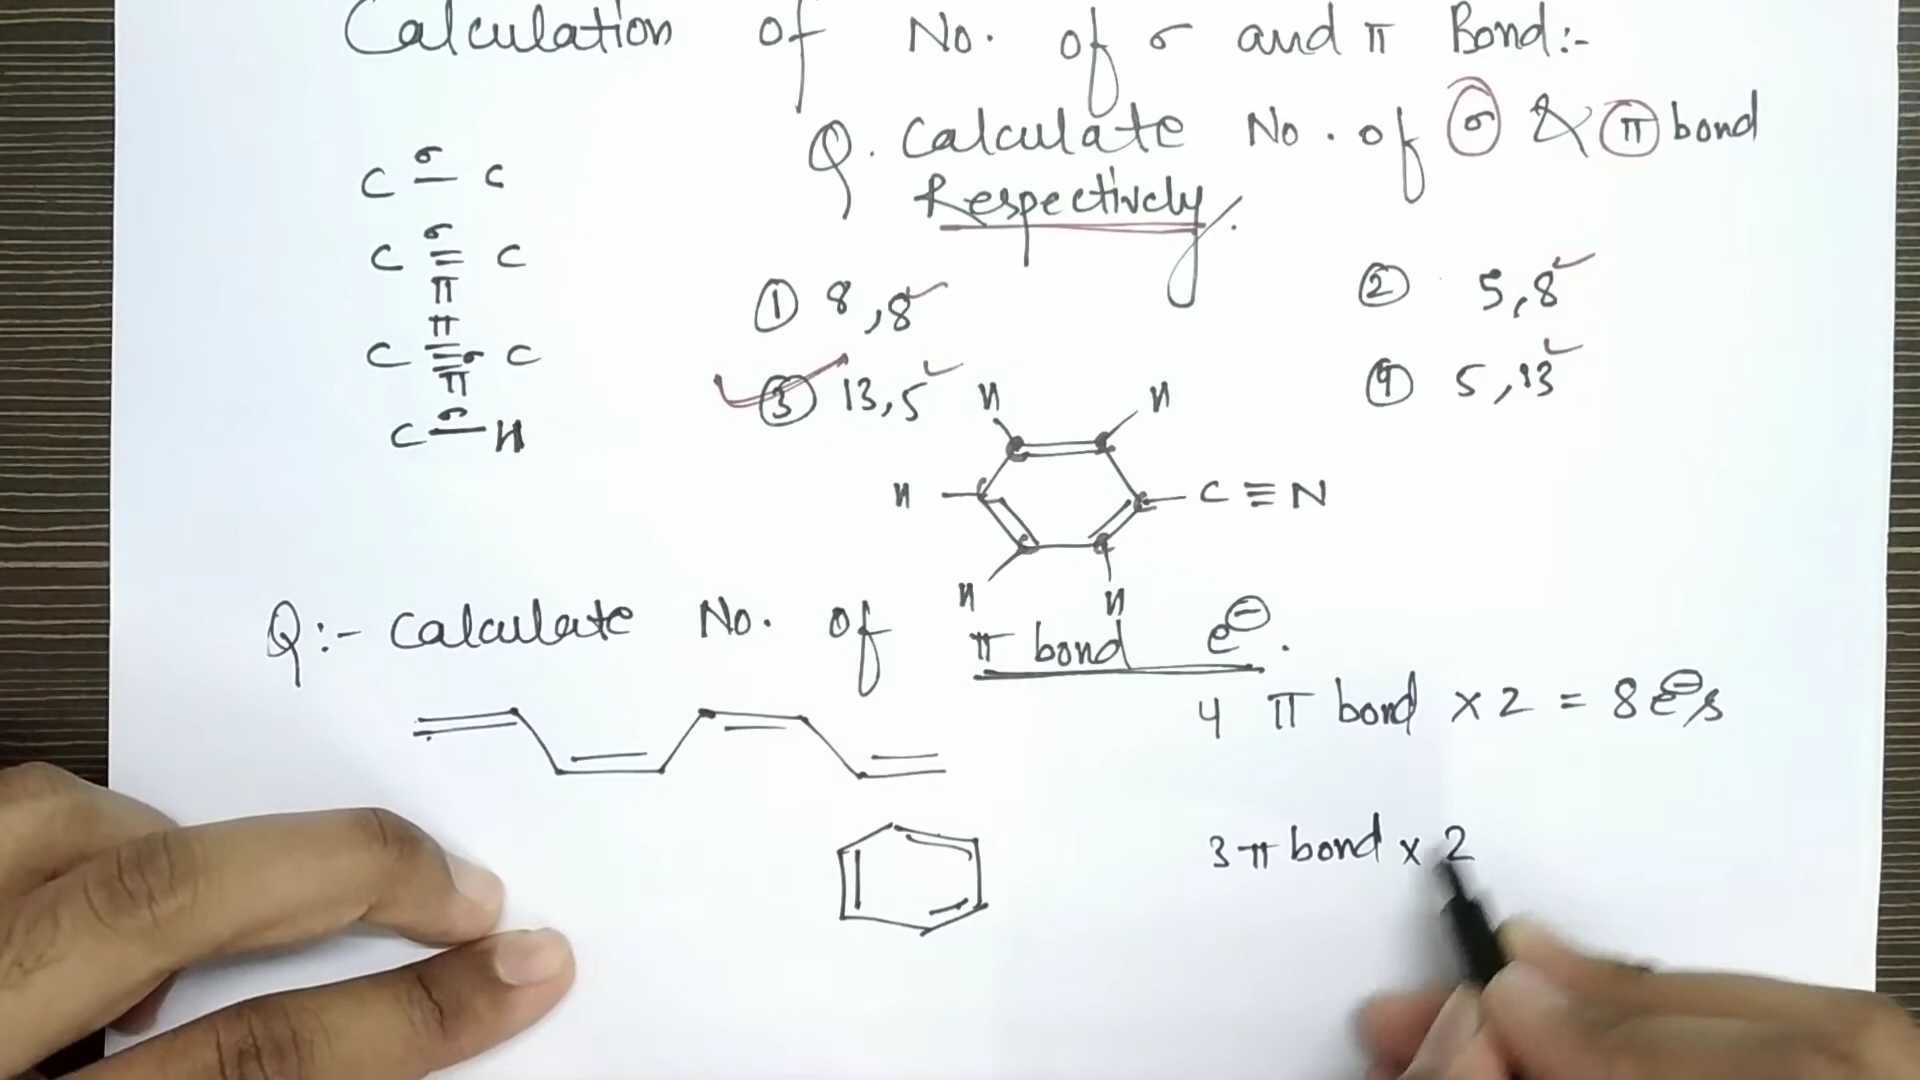 Calculation of No. of σ and π Bond:-
Q. Calculate No. of σ & π bond
Respectively.
C σ— C
C σ= C
π
π
C ≡σ C
π
C σ— H
① 8,8 ✓
② 5,8 ✓
③ 13,5 ✓
④ 5,13 ✓
H H
H C C C C ≡ N
C C
H H
Q:- Calculate No. of π bond e⊖.
4 π bond × 2 = 8 e⊖s
3 π bond × 2